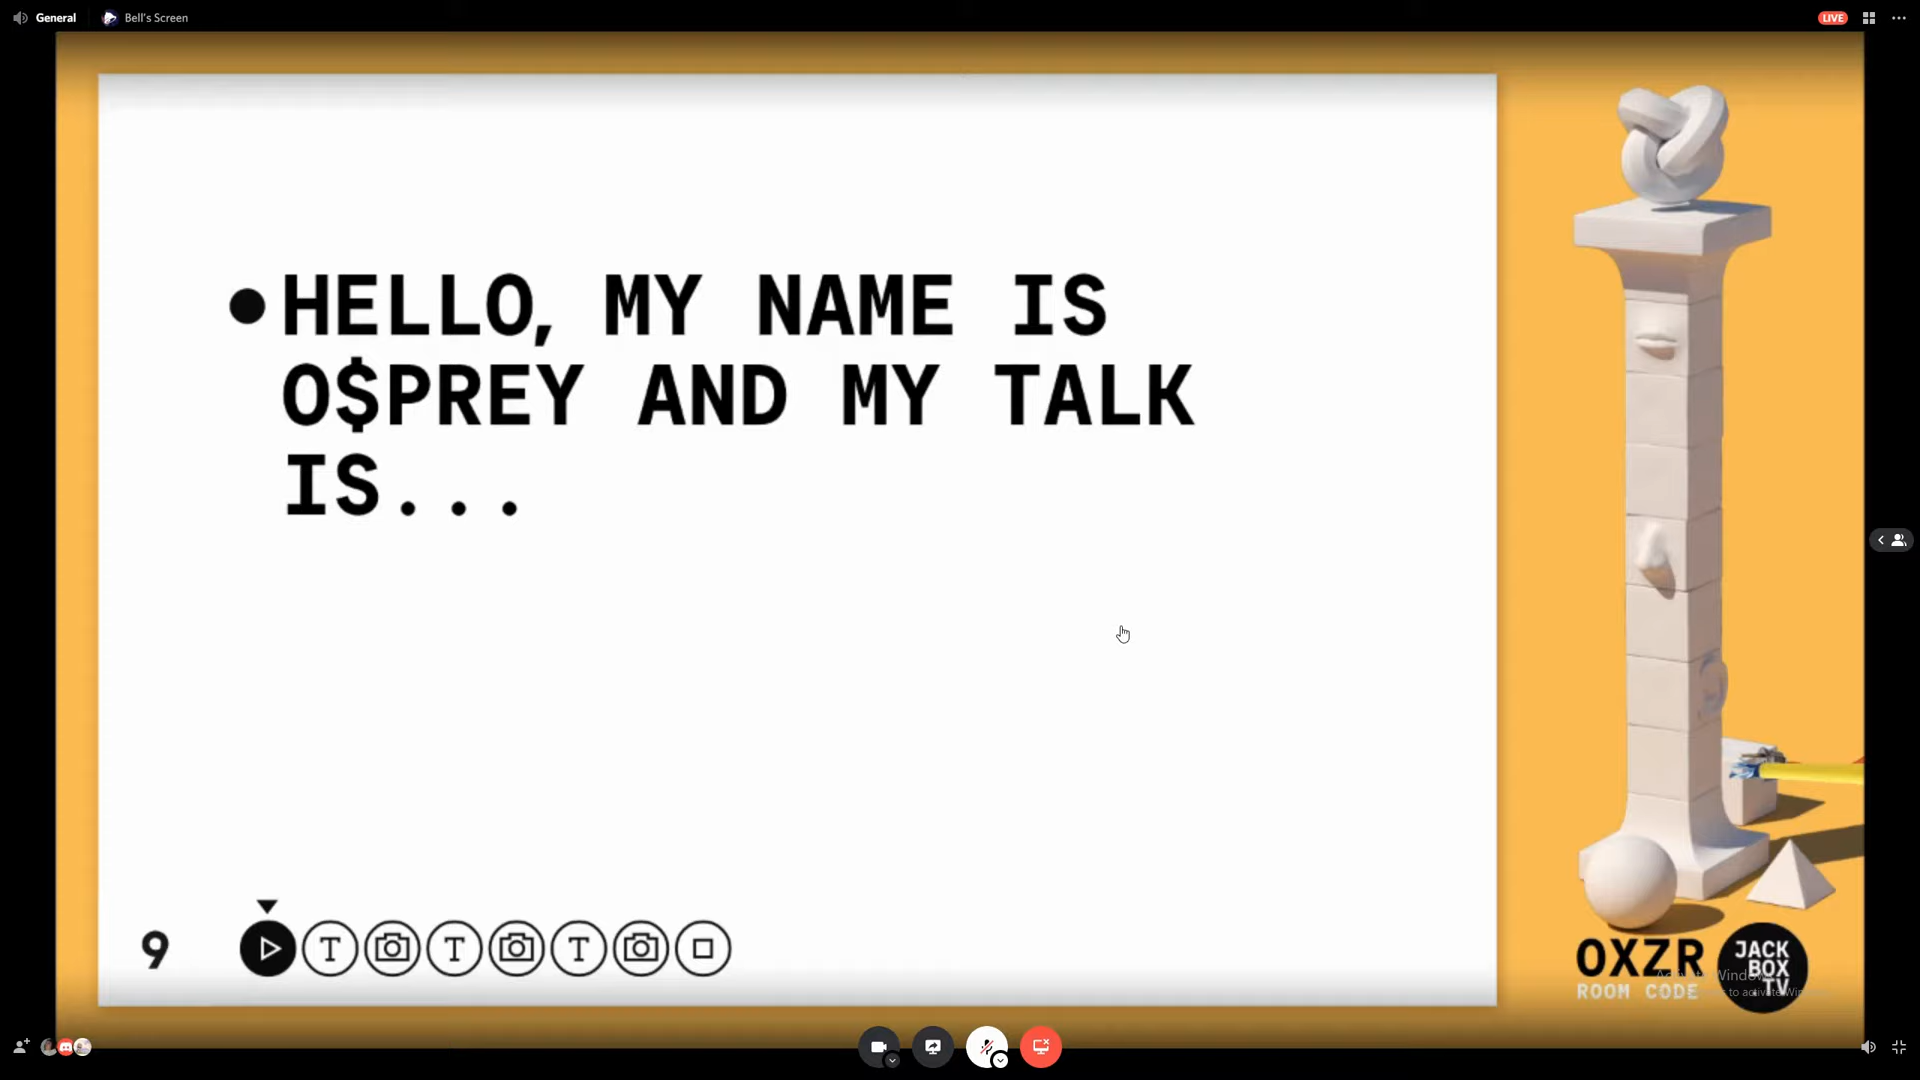 General
Bell's Screen
LIVE
•HELLO, MY NAME IS
O$PREY AND MY TALK
IS...
9
T
T
T
OXZR
ROOM CODE
JACK
BOX
.TV